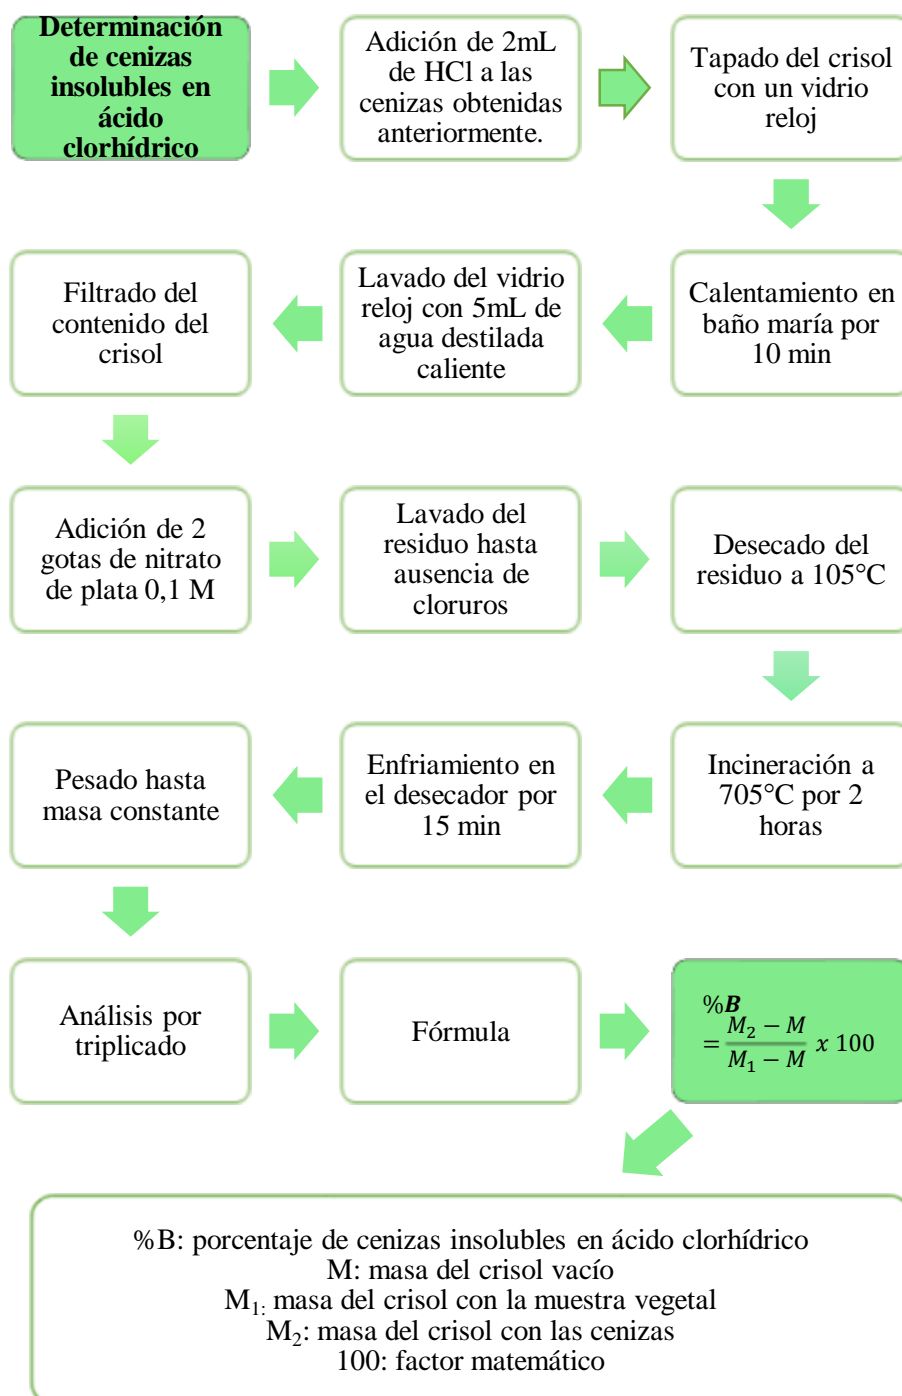 Determinación
de cenizas
insolubles en
ácido
clorhídrico
Adición de 2mL
de HCl a las
cenizas obtenidas
anteriormente.
Tapado del crisol
con un vidrio
reloj
Calentamiento en
baño maría por
10 min
Lavado del vidrio
reloj con 5mL de
agua destilada
caliente
Filtrado del
contenido del
crisol
Adición de 2
gotas de nitrato
de plata 0,1 M
Lavado del
residuo hasta
ausencia de
cloruros
Desecado del
residuo a 105°C
Incineración a
705°C por 2
horas
Enfriamiento en
el desecador por
15 min
Pesado hasta
masa constante
Análisis por
triplicado
Fórmula
%B
= (M₂ − M)/(M₁ − M) x 100
%B: porcentaje de cenizas insolubles en ácido clorhídrico
M: masa del crisol vacío
M₁: masa del crisol con la muestra vegetal
M₂: masa del crisol con las cenizas
100: factor matemático